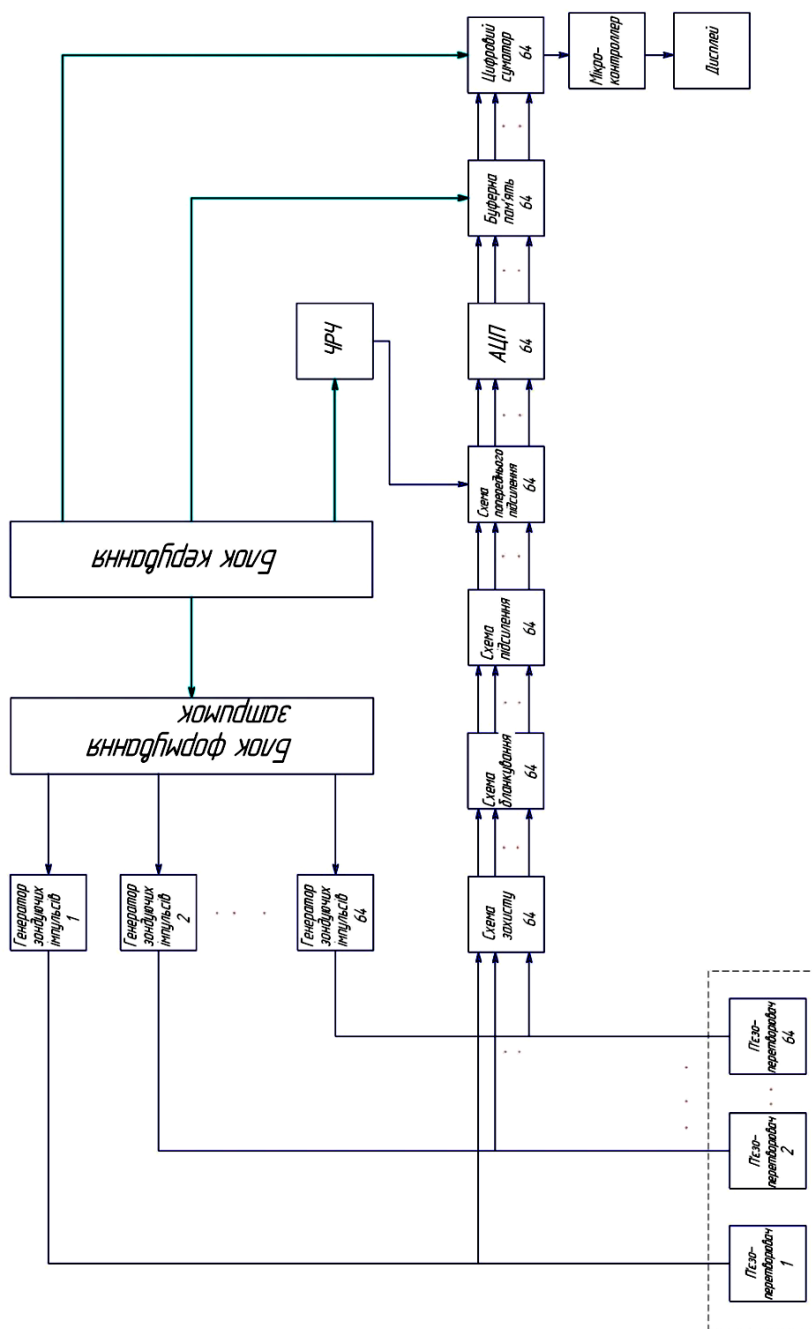 Генератор
зондуючих
імпульсів
1
Генератор
зондуючих
імпульсів
2
Генератор
зондуючих
імпульсів
64
Блок формування
затримок
Блок керування
ЧРЧ
Схема
захисту
64
Схема
бланкування
64
Схема
підсилення
64
Схема
попереднього
підсилення
64
АЦП
64
Буферна
пам'ять
64
Цифровий
суматор
64
Мікро-
контроллер
Дисплей
П'єзо-
перетворювач
1
П'єзо-
перетворювач
2
П'єзо-
перетворювач
64